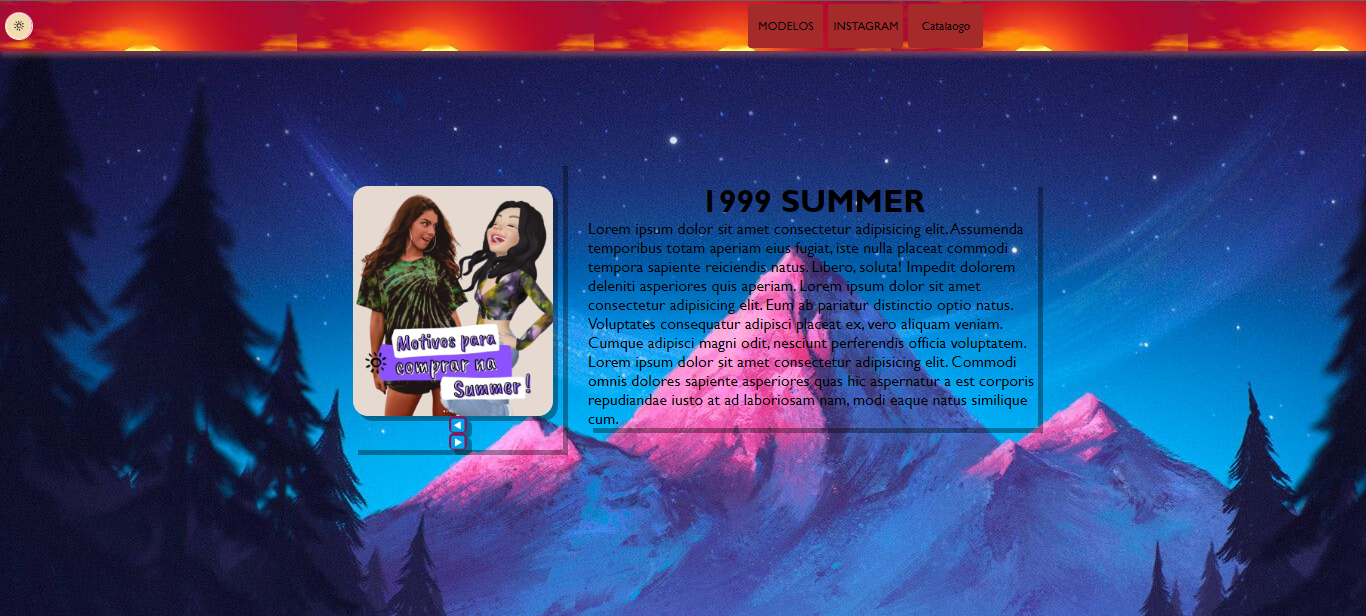 MODELOS INSTAGRAM Catalaogo
1999 SUMMER
Lorem ipsum dolor sit amet consectetur adipisicing elit. Assumenda
temporibus totam aperiam eius fugiat, iste nulla placeat commodi
tempora sapiente reiciendis natus. Libero, soluta! Impedit dolorem
deleniti asperiores quis aperiam. Lorem ipsum dolor sit amet
consectetur adipisicing elit. Eum ab pariatur distinctio optio natus.
Voluptates consequatur adipisci placeat ex, vero aliquam veniam.
Cumque adipisci magni odit, nesciunt perferendis officia voluptatem.
Lorem ipsum dolor sit amet consectetur adipisicing elit. Commodi
omnis dolores sapiente asperiores quas hic aspernatur a est corporis
repudiandae iusto at ad laboriosam nam, modi eaque natus similique
cum.
Motivos para
comprar na
Summer!